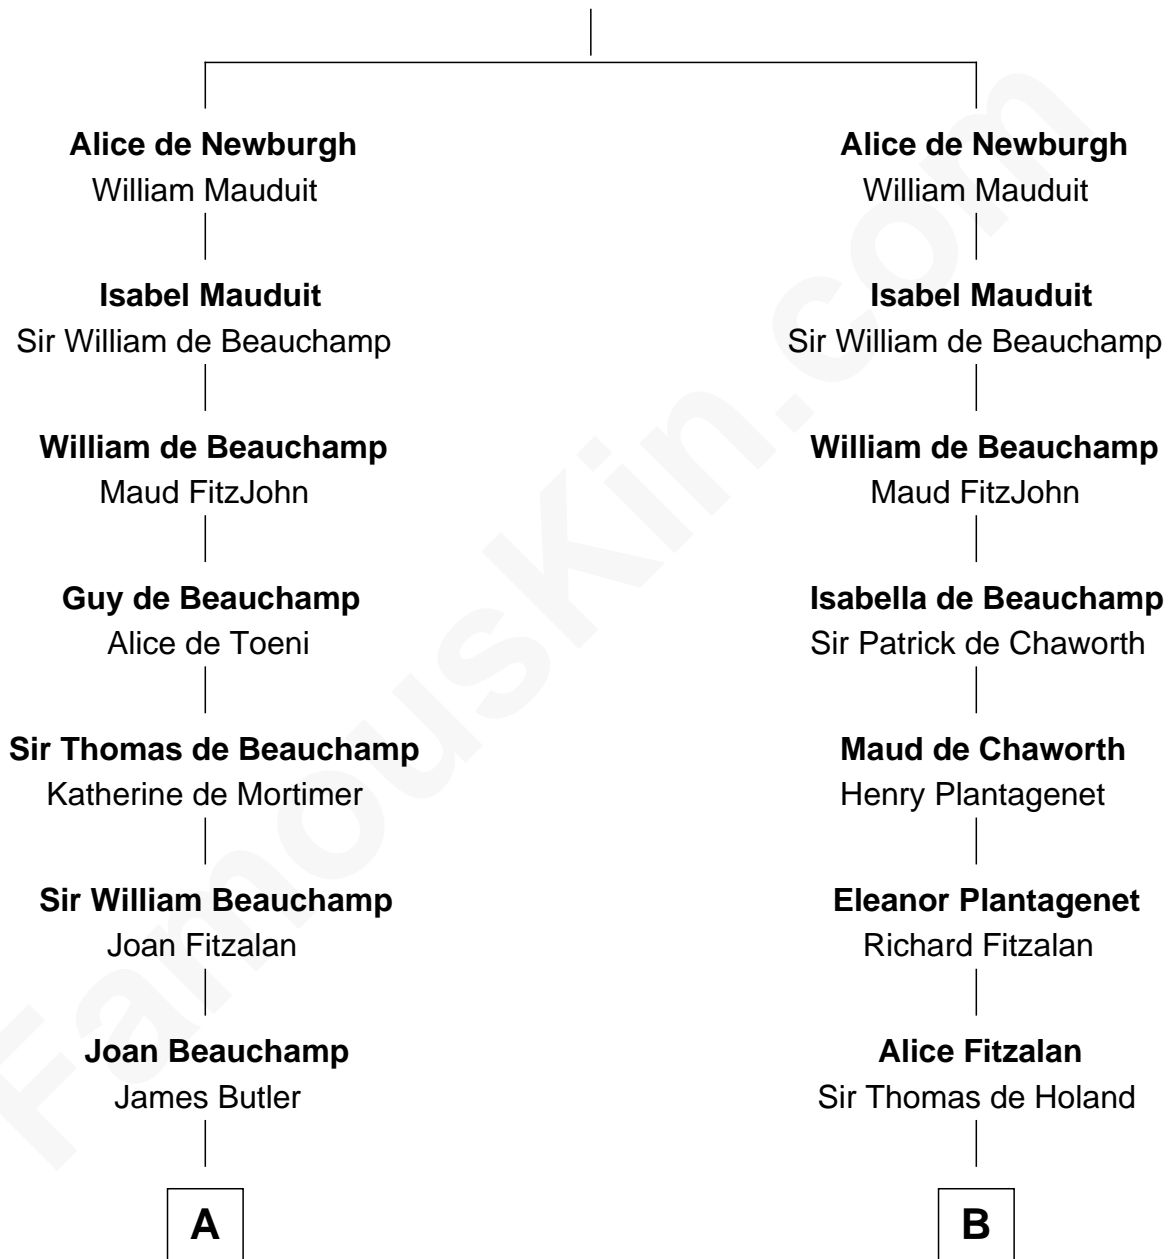 Alice de Newburgh
William Mauduit
Isabel Mauduit
Sir William de Beauchamp
William de Beauchamp
Maud FitzJohn
Guy de Beauchamp
Alice de Toeni
Sir Thomas de Beauchamp
Katherine de Mortimer
Sir William Beauchamp
Joan Fitzalan
Joan Beauchamp
James Butler
A
Alice de Newburgh
William Mauduit
Isabel Mauduit
Sir William de Beauchamp
William de Beauchamp
Maud FitzJohn
Isabella de Beauchamp
Sir Patrick de Chaworth
Maud de Chaworth
Henry Plantagenet
Eleanor Plantagenet
Richard Fitzalan
Alice Fitzalan
Sir Thomas de Holand
B
FamousKin.com